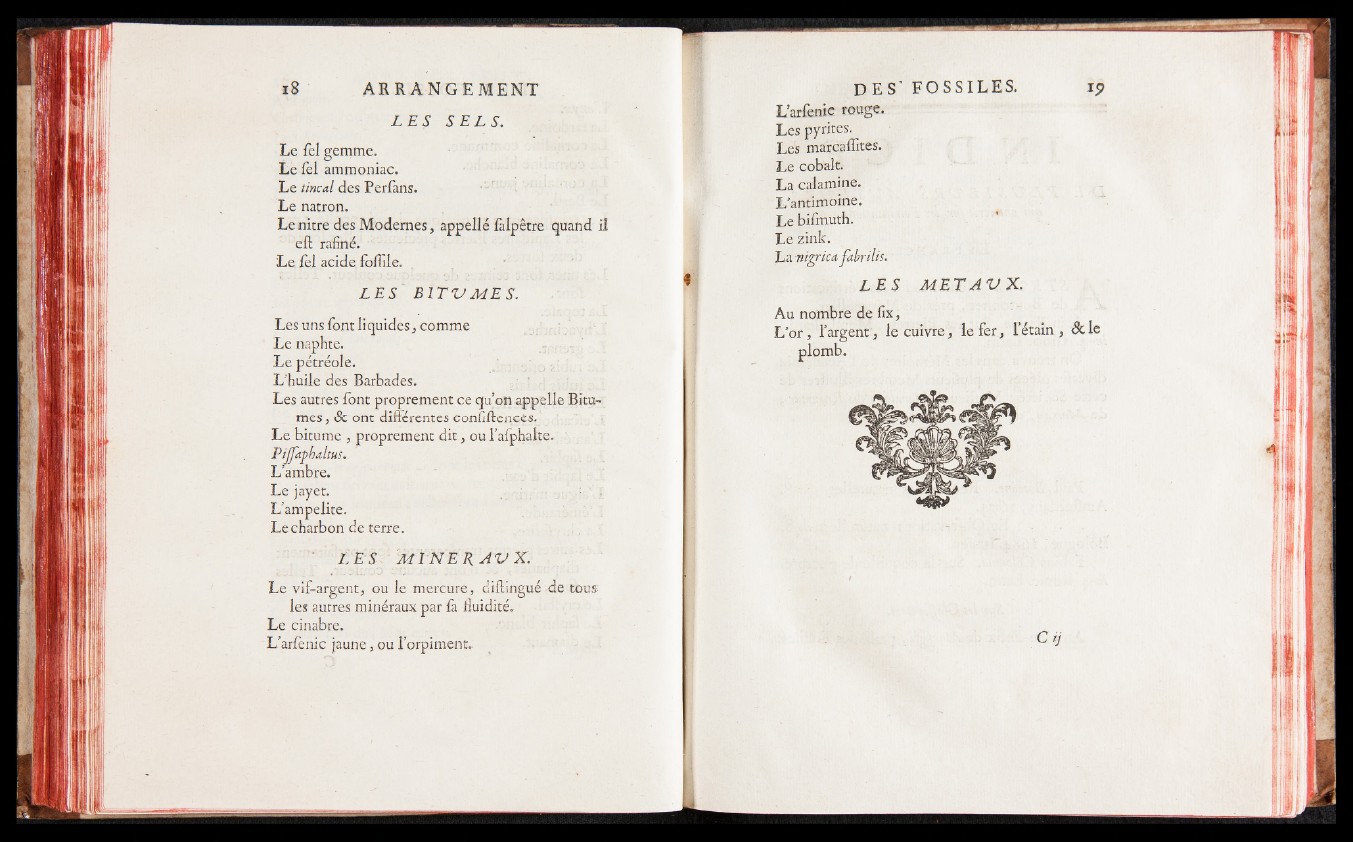 18 ARRANGEMENT
LES SELS.
Le ſel gemme.
Le ſel ammoniac.
Le tincal des Perſans.
Le natron.
Le nitre des Modernes, appellé ſalpêtre quand il
eſt rafiné.
Le ſel acide foſſile.
LES BITVMES.
Les uns ſont liquides, comme
Le naphte.
Le pétréole.
L'huile des Barbades.
Les autres ſont proprement ce qu'on appelle Bitu-
mes, & ont différentes conſiſtences.
Le bitume, proprement dit, ou l'aſphalte.
Piſſaphaltus.
L'ambre.
Le jayet.
L'ampelite.
Le charbon de terre.
LES MINERAVX.
Le vif-argent, ou le mercure, diſtingué de tous
les autres minéraux par ſa fluidité.
Le cinabre.
L'arſénic jaune, ou l'orpiment.
DES FOSSILES. 19
L'arſenic rouge.
Les pyrites.
Les marcaſſites.
Le cobalt.
La calamine.
L'antimoine.
Le biſmuth.
Le zink.
La nigrica fabrilis.
LES METAVX.
Au nombre de ſix,
L'or, l'argent, le cuivre, le fer, l'étain, & le
plomb.
C ij